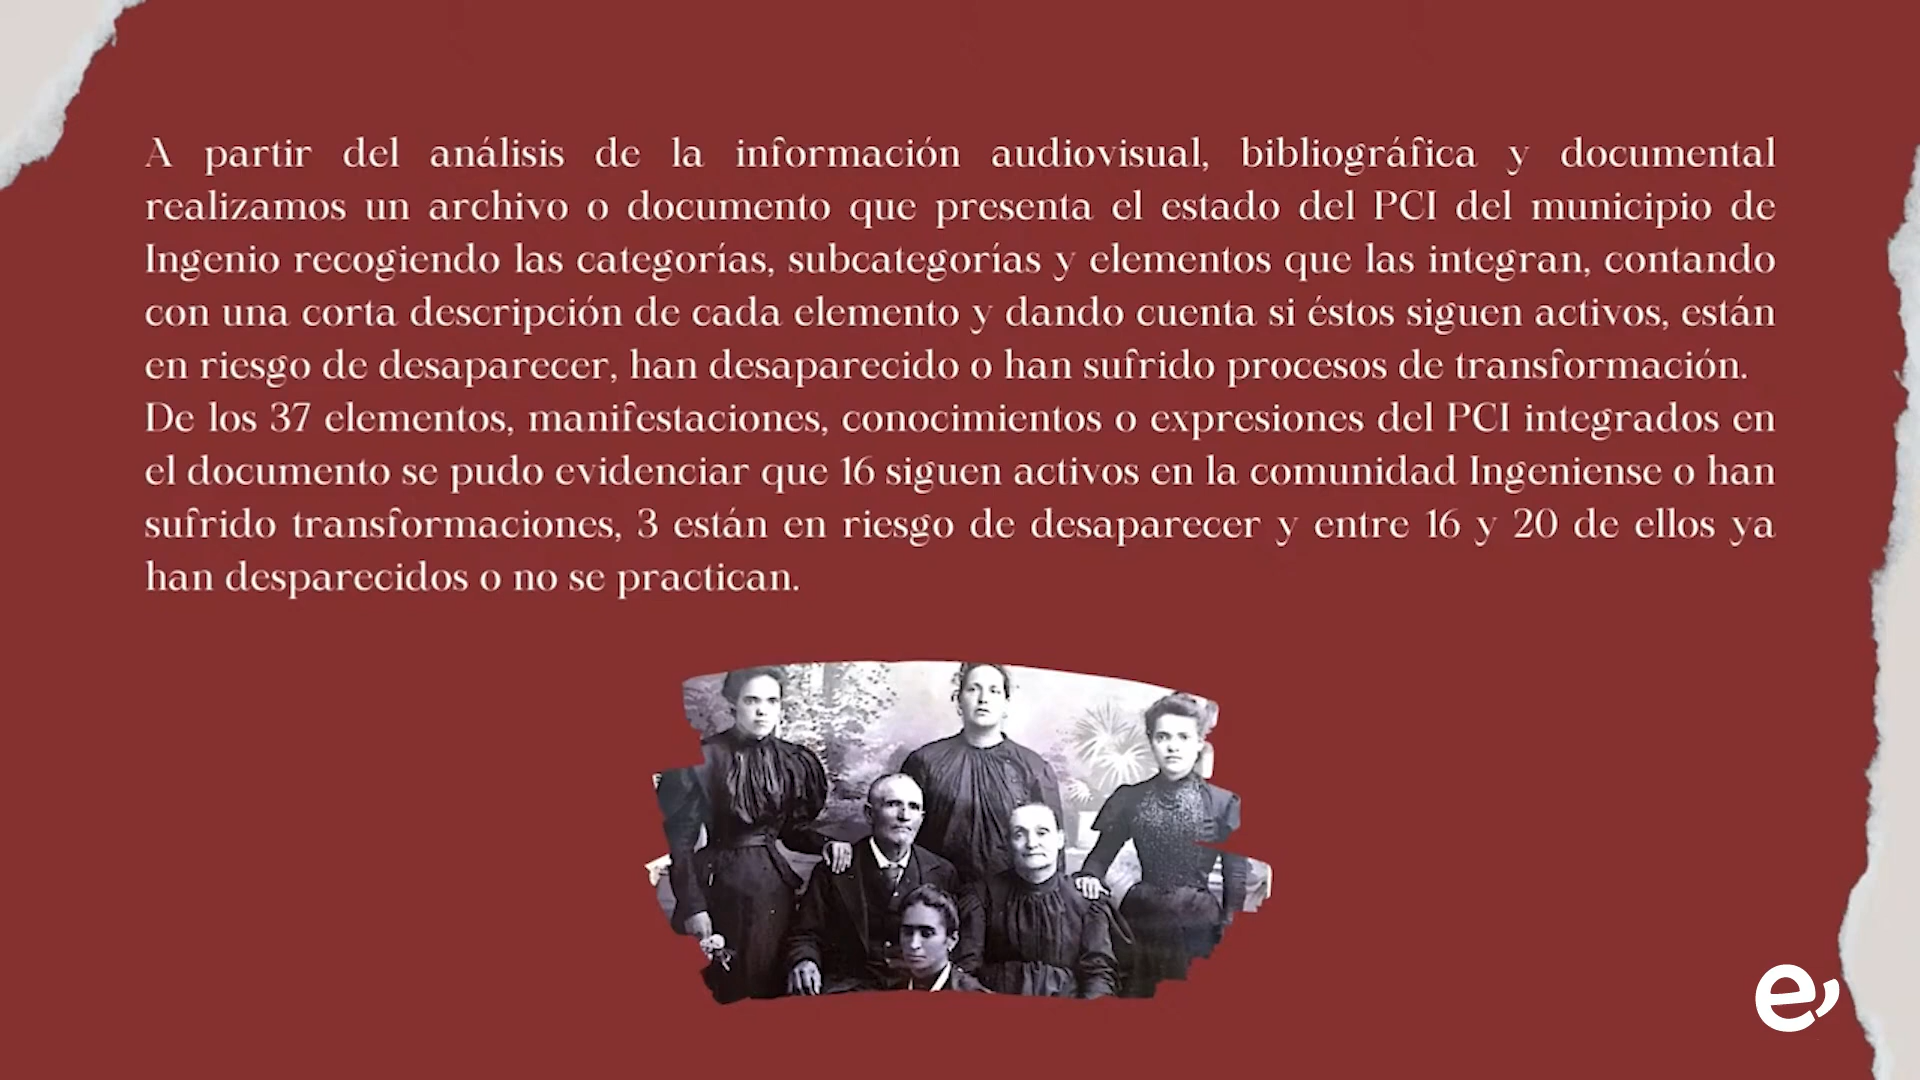 A partir del análisis de la información audiovisual, bibliográfica y documental
realizamos un archivo o documento que presenta el estado del PCI del municipio de
Ingenio recogiendo las categorías, subcategorías y elementos que las integran, contando
con una corta descripción de cada elemento y dando cuenta si éstos siguen activos, están
en riesgo de desaparecer, han desaparecido o han sufrido procesos de transformación.
De los 37 elementos, manifestaciones, conocimientos o expresiones del PCI integrados en
el documento se pudo evidenciar que 16 siguen activos en la comunidad Ingeniense o han
sufrido transformaciones, 3 están en riesgo de desaparecer y entre 16 y 20 de ellos ya
han desparecidos o no se practican.
e